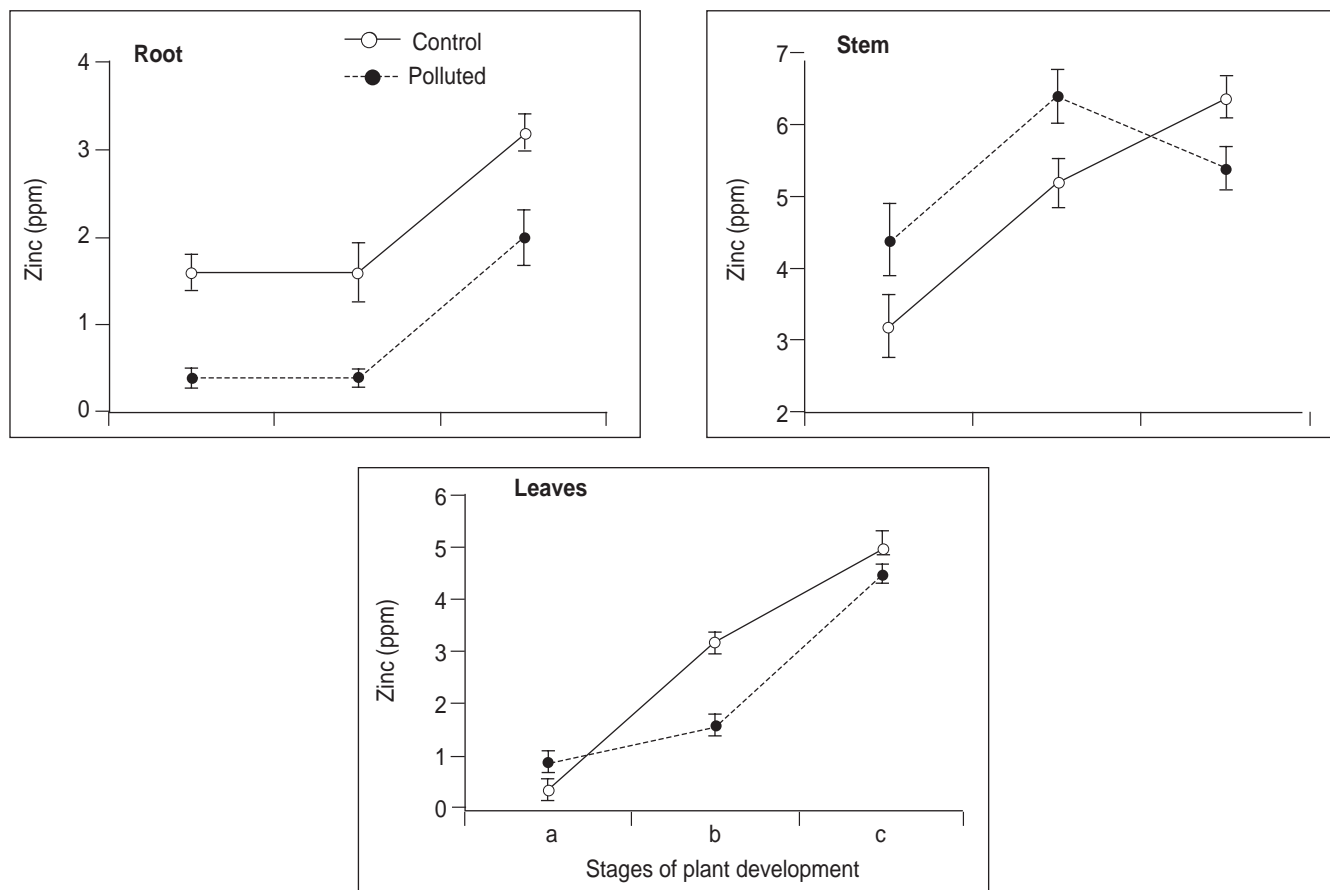 Root
Control
Polluted
4
3
2
1
0
Zinc (ppm)
Stem
7
6
5
4
3
2
Zinc (ppm)
Leaves
6
5
4
3
2
1
0
Zinc (ppm)
a b c
Stages of plant development